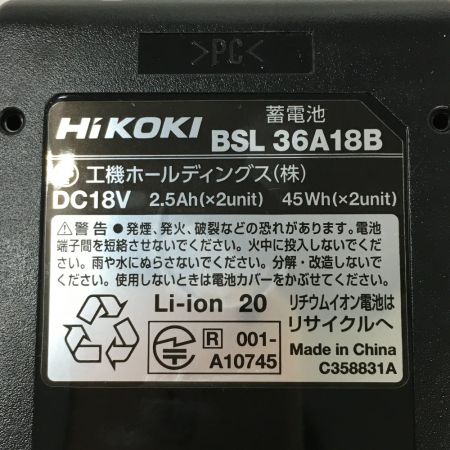 >PC<
HiKOKI
蓄電池
BSL 36A18B
工機ホールディングス(株)
DC18V 2.5Ah(×2unit) 45Wh(×2unit)
警告 ●発煙、発火、破裂などの恐れがあります。電池
端子間を短絡させないでください。火中に投入しないでくだ
さい。雨や水にぬらさないでください。分解・改造しないで
ください。使用しないときは電池カバーをかぶせてください。
Li-ion 20
リチウムイオン電池は
リサイクルへ
R 001-
A10745
Made in China
C358831A